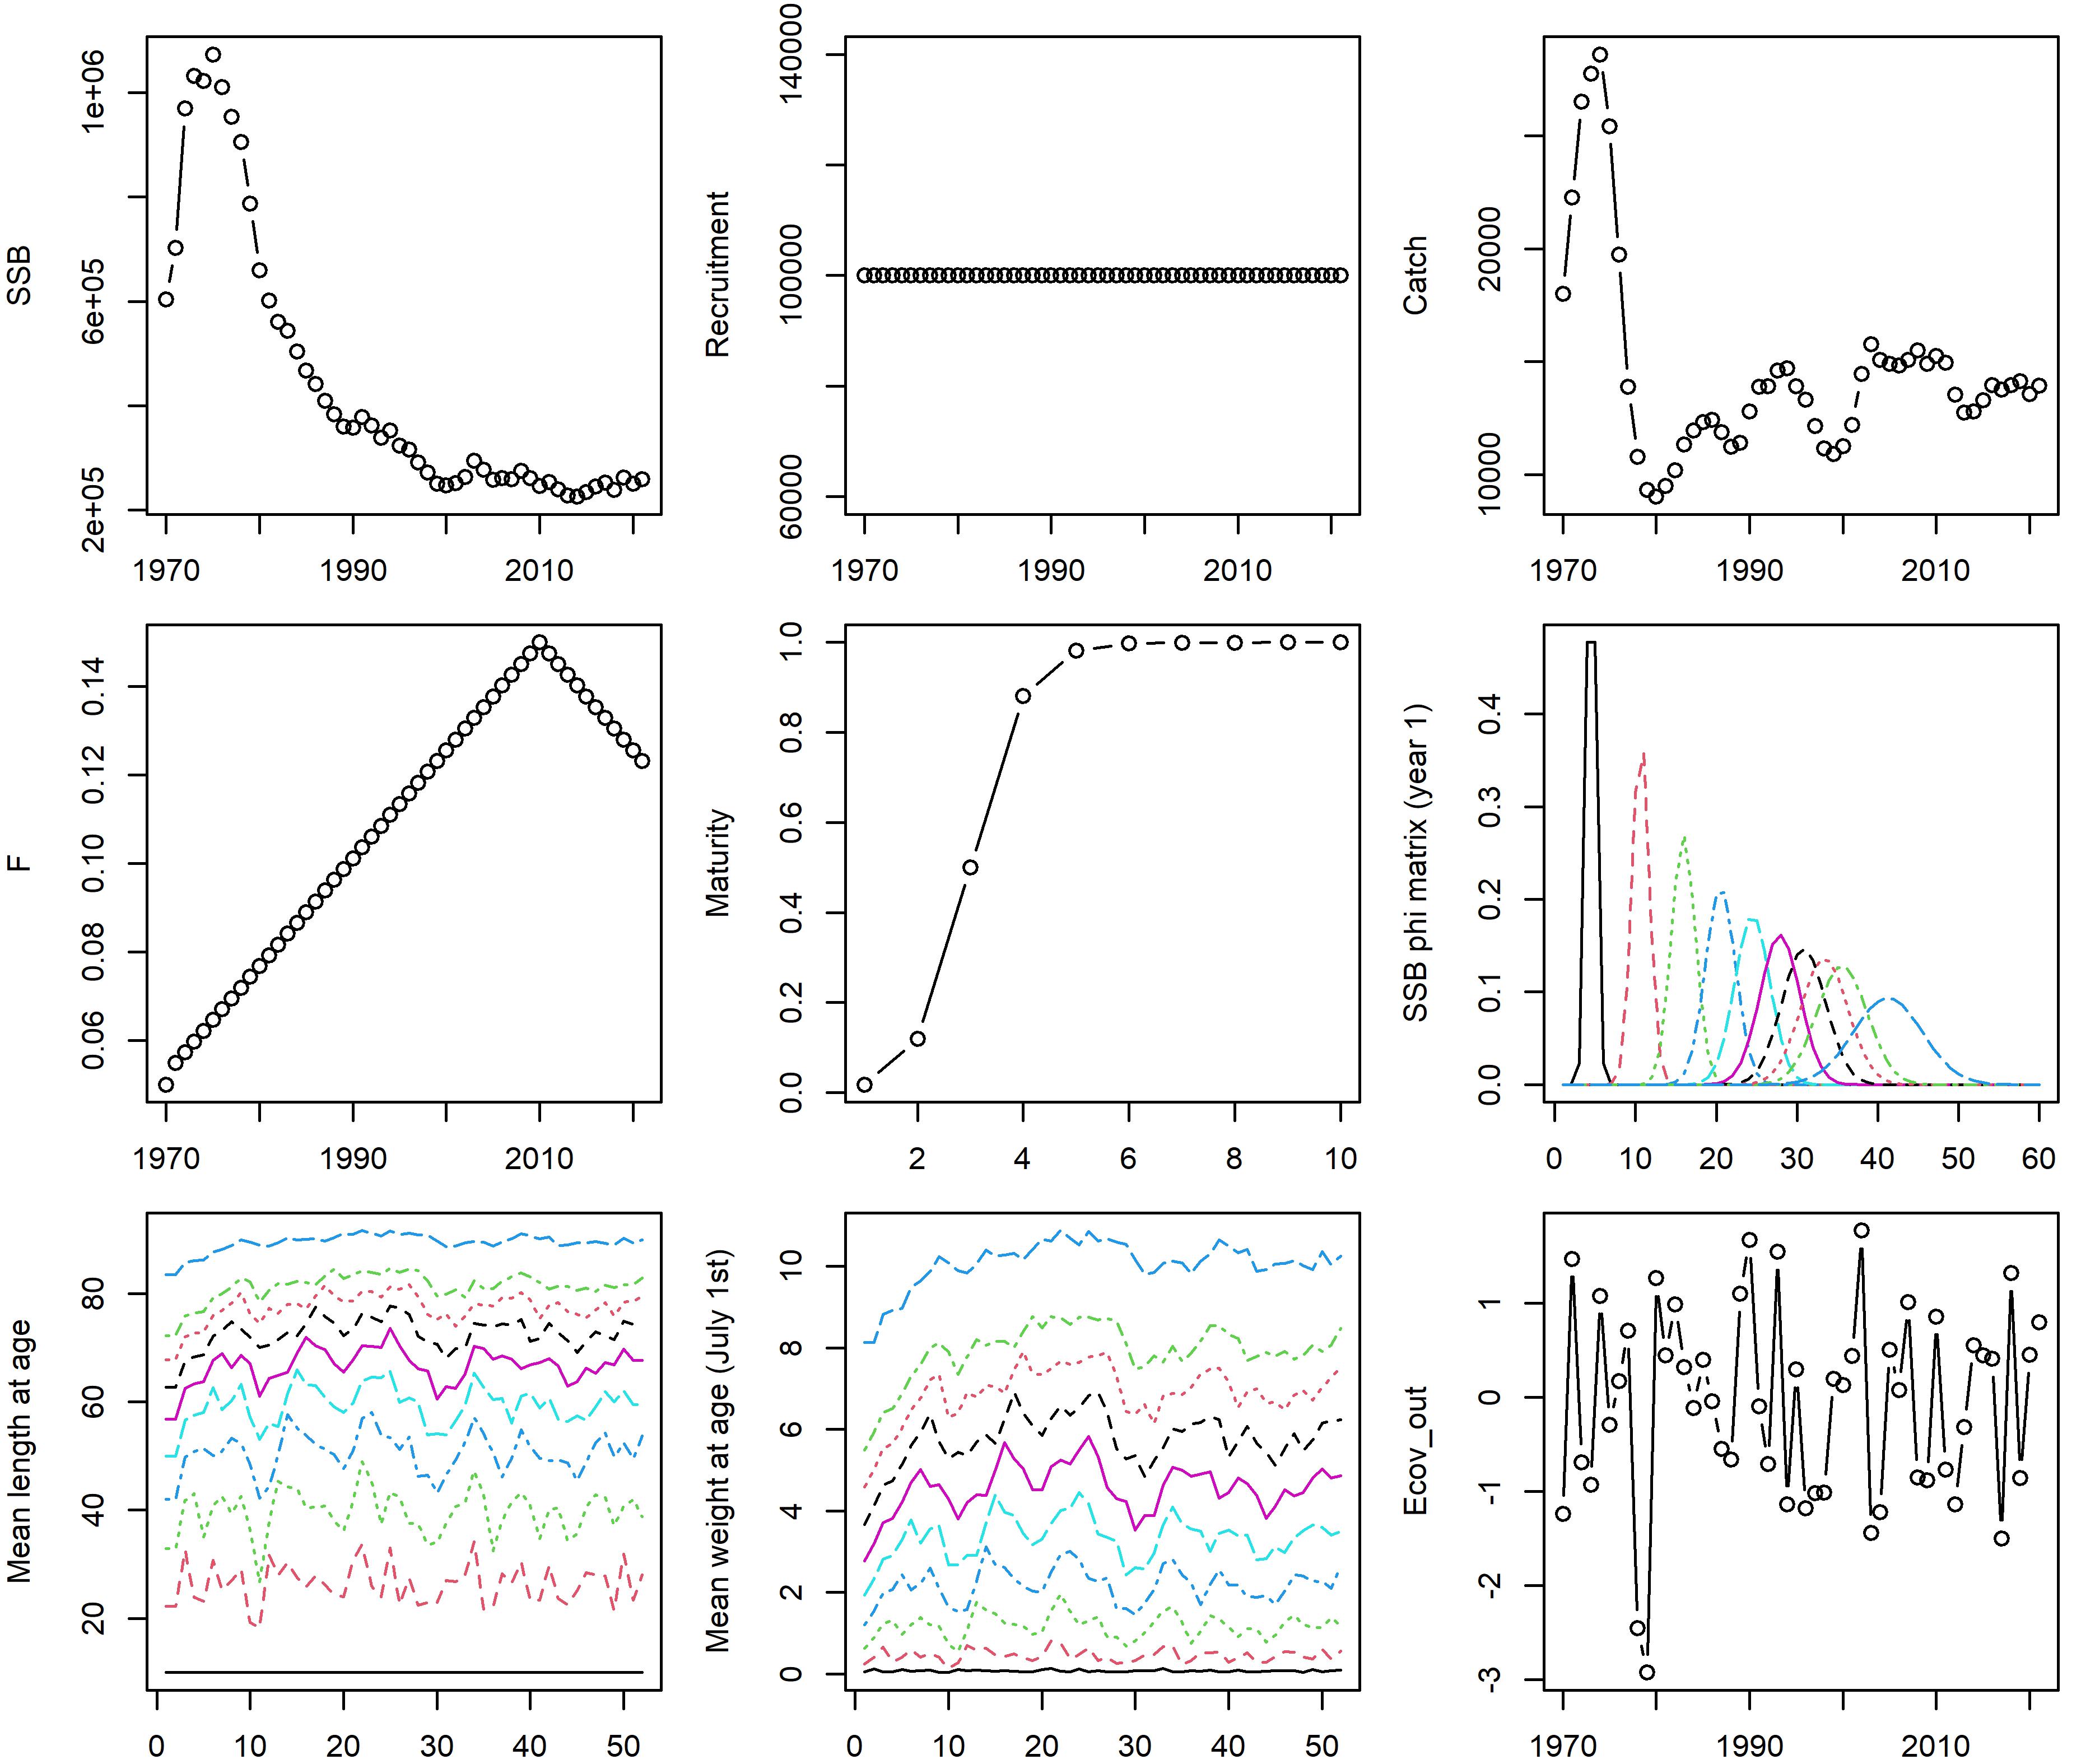 SSB
2e+05 6e+05 1e+06
1970 1990 2010
Recruitment
60000 100000 140000
1970 1990 2010
Catch
10000 20000
1970 1990 2010
F
0.06 0.08 0.10 0.12 0.14
1970 1990 2010
Maturity
0.0 0.2 0.4 0.6 0.8 1.0
2 4 6 8 10
SSB phi matrix (year 1)
0.0 0.1 0.2 0.3 0.4
0 10 20 30 40 50 60
Mean length at age
20 40 60 80
0 10 20 30 40 50
Mean weight at age (July 1st)
0 2 4 6 8 10
0 10 20 30 40 50
Ecov_out
-3 -2 -1 0 1
1970 1990 2010